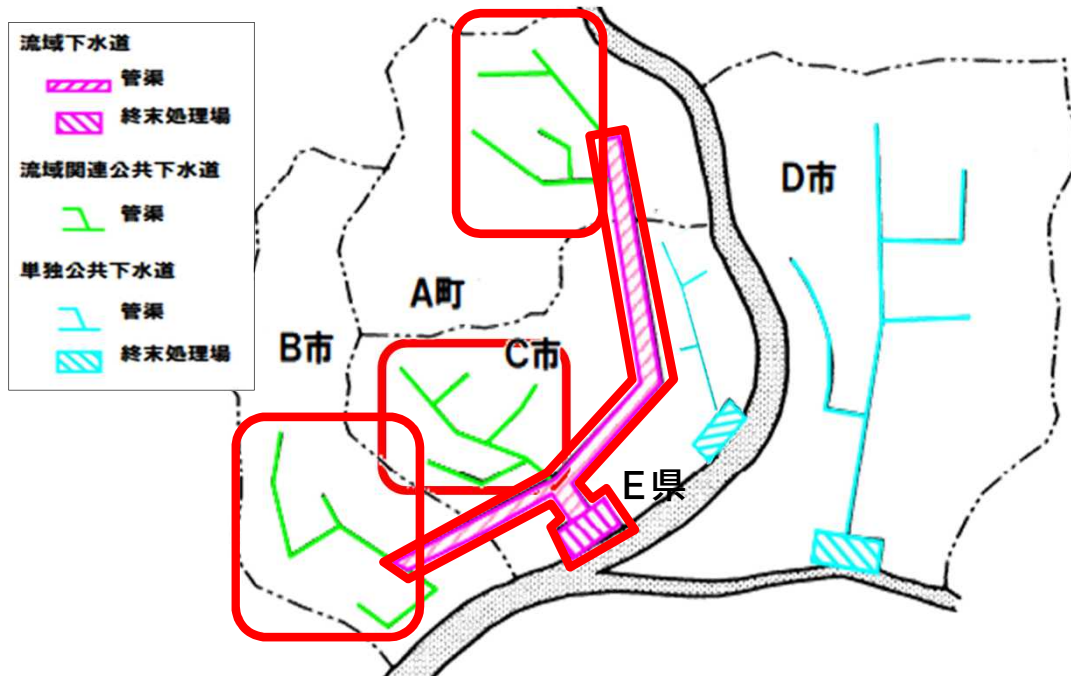 流域下水道
管渠
終末処理場
流域関連公共下水道
管渠
単独公共下水道
管渠
終末処理場
D市
A町
B市
C市
E県